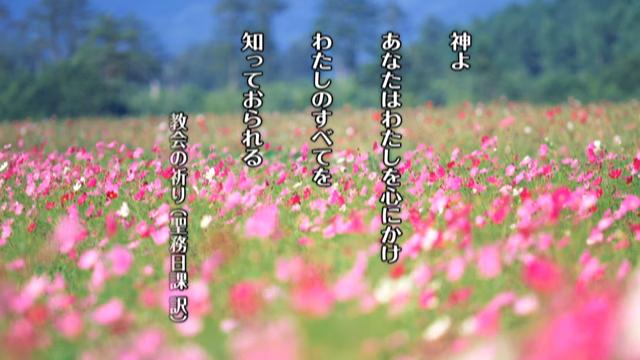 神よ
あなたはわたしを心にかけ
わたしのすべてを
知っておられる
教会の祈り（聖務日課 訳）